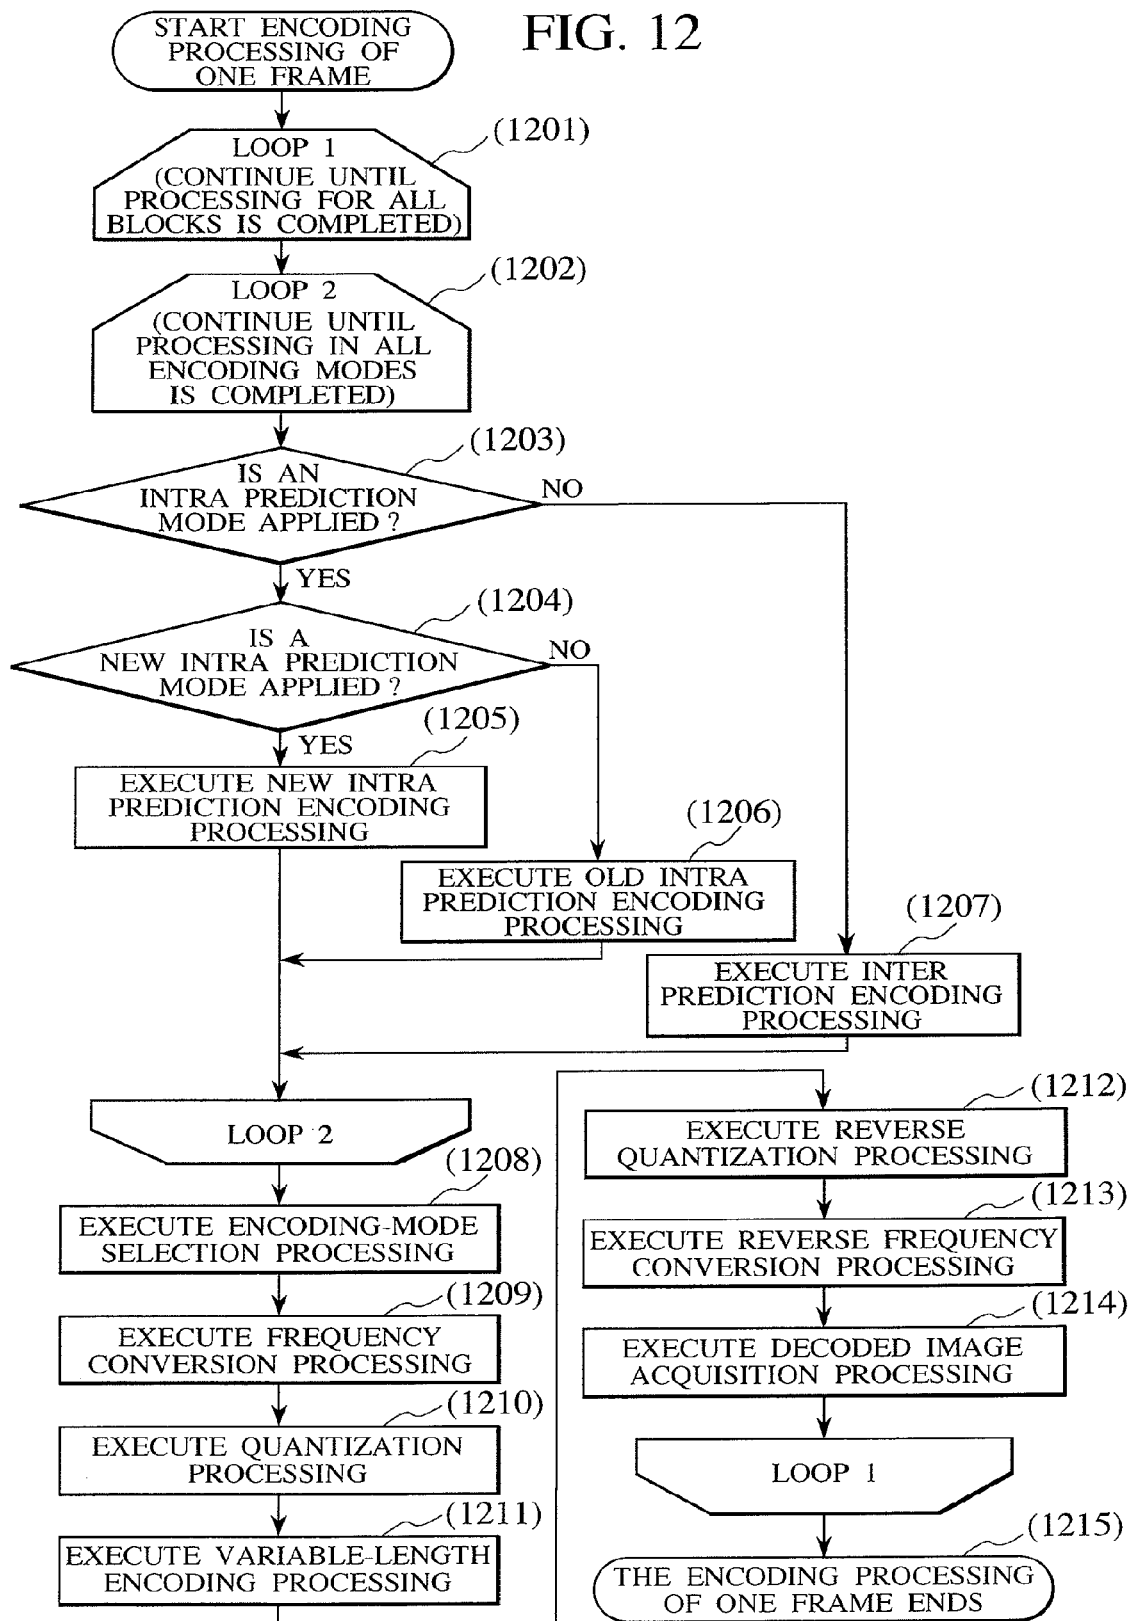 FIG. 12
START ENCODING
PROCESSING OF
ONE FRAME
(1201)
LOOP 1
(CONTINUE UNTIL
PROCESSING FOR ALL
BLOCKS IS COMPLETED)
(1202)
LOOP 2
(CONTINUE UNTIL
PROCESSING IN ALL
ENCODING MODES
IS COMPLETED)
(1203)
IS AN
INTRA PREDICTION
MODE APPLIED?
NO
YES
(1204)
IS A
NEW INTRA PREDICTION
MODE APPLIED?
NO
YES
(1205)
EXECUTE NEW INTRA
PREDICTION ENCODING
PROCESSING
(1206)
EXECUTE OLD INTRA
PREDICTION ENCODING
PROCESSING
(1207)
EXECUTE INTER
PREDICTION ENCODING
PROCESSING
LOOP 2
(1208)
EXECUTE ENCODING-MODE
SELECTION PROCESSING
(1209)
EXECUTE FREQUENCY
CONVERSION PROCESSING
(1210)
EXECUTE QUANTIZATION
PROCESSING
(1211)
EXECUTE VARIABLE-LENGTH
ENCODING PROCESSING
(1212)
EXECUTE REVERSE
QUANTIZATION PROCESSING
(1213)
EXECUTE REVERSE FREQUENCY
CONVERSION PROCESSING
(1214)
EXECUTE DECODED IMAGE
ACQUISITION PROCESSING
LOOP 1
(1215)
THE ENCODING PROCESSING
OF ONE FRAME ENDS